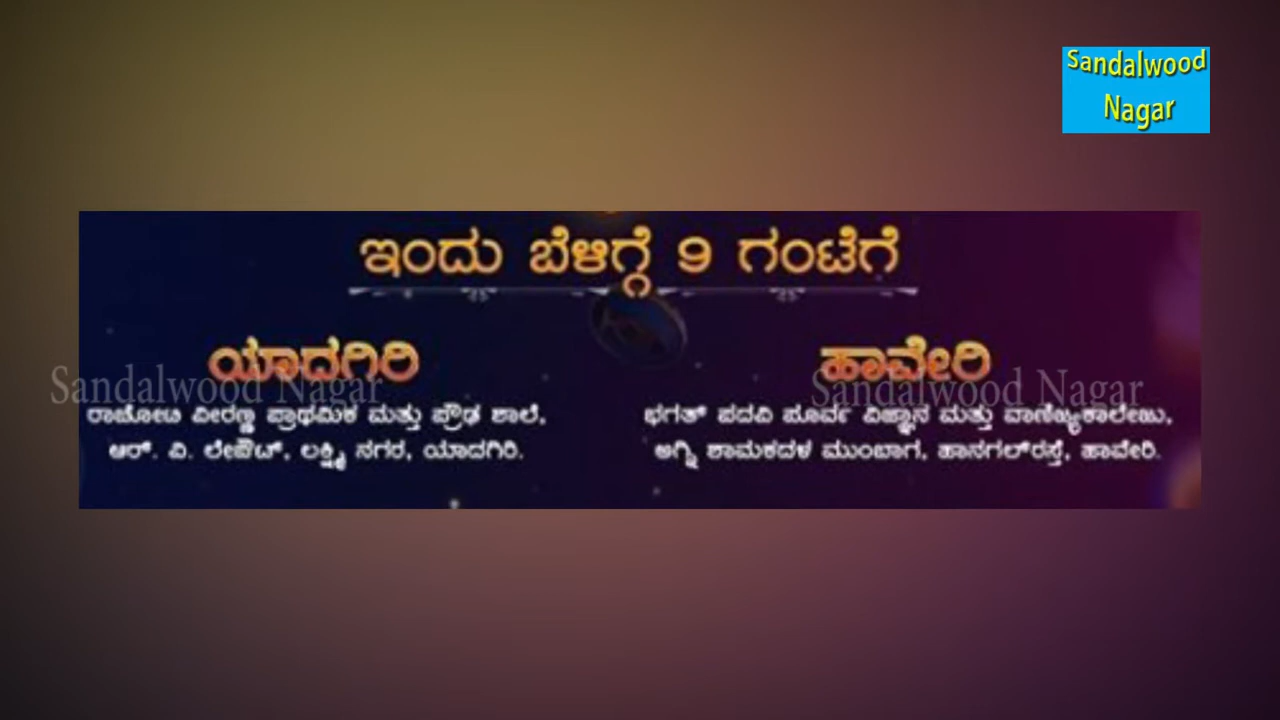 Sandalwood
Nagar
ಇಂದು ಬೆಳಿಗ್ಗೆ 9 ಗಂಟೆಗೆ
ಯಾದಗಿರಿ
ಹಾವೇರಿ
Sandalwood Nagar
Sandalwood Nagar
ರಾಚೋಟಿ ವೀರಣ್ಣ ಪ್ರಾಥಮಿಕ ಮತ್ತು ಪ್ರೌಢ ಶಾಲೆ,
ಆರ್. ವಿ. ಲೇಔಟ್, ಲಕ್ಷ್ಮಿ ನಗರ, ಯಾದಗಿರಿ.
ಭಗತ್ ಪದವಿ ಪೂರ್ವ ವಿಜ್ಞಾನ ಮತ್ತು ವಾಣಿಜ್ಯಕಾಲೇಜು,
ಅಗ್ನಿ ಶಾಮಕದಳ ಮುಂಬಾಗ, ಹಾನಗಲ್‌ರಸ್ತೆ, ಹಾವೇರಿ.